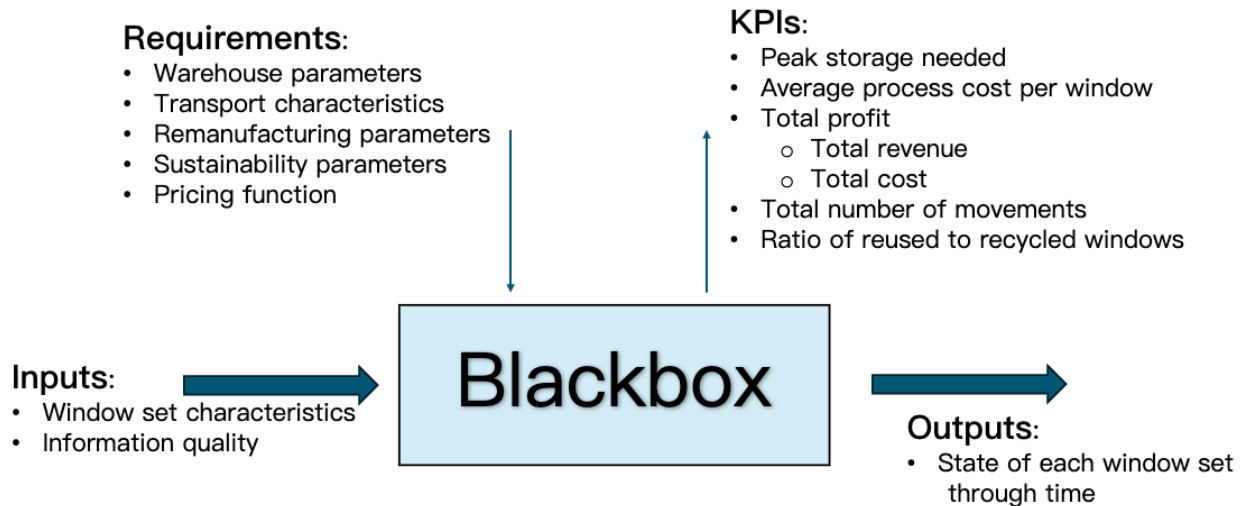 Requirements:
• Warehouse parameters
• Transport characteristics
• Remanufacturing parameters
• Sustainability parameters
• Pricing function
KPIs:
• Peak storage needed
• Average process cost per window
• Total profit
o Total revenue
o Total cost
• Total number of movements
• Ratio of reused to recycled windows
Inputs:
• Window set characteristics
• Information quality
Blackbox
Outputs:
• State of each window set
through time